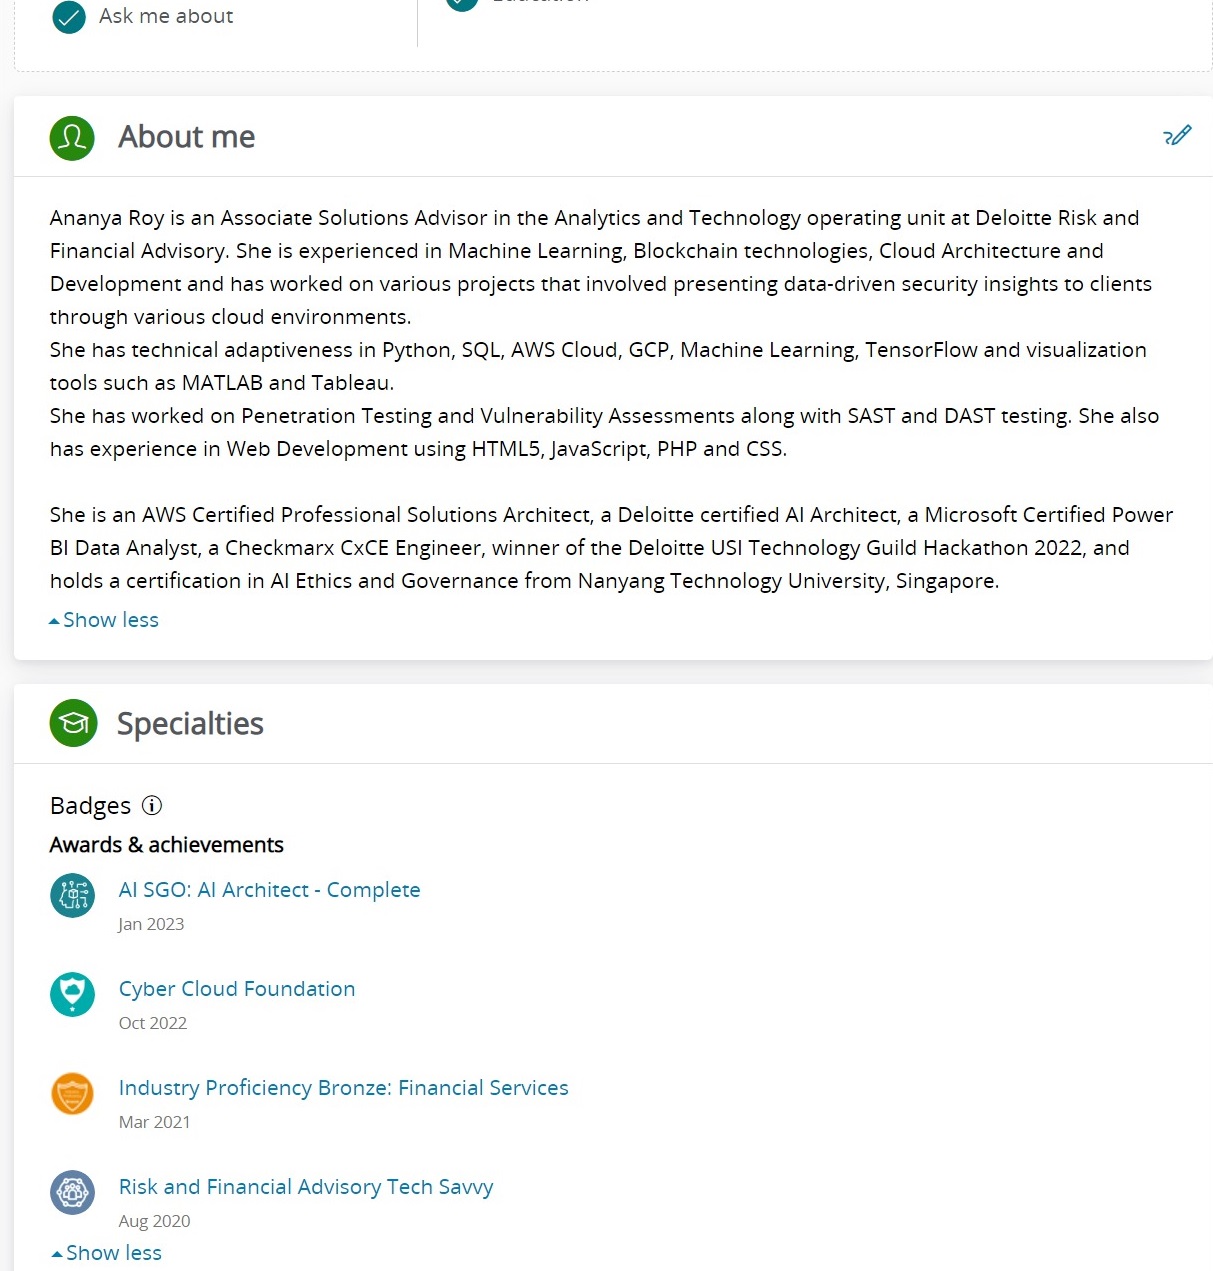 Ask me about
About me
Ananya Roy is an Associate Solutions Advisor in the Analytics and Technology operating unit at Deloitte Risk and
Financial Advisory. She is experienced in Machine Learning, Blockchain technologies, Cloud Architecture and
Development and has worked on various projects that involved presenting data-driven security insights to clients
through various cloud environments.
She has technical adaptiveness in Python, SQL, AWS Cloud, GCP, Machine Learning, TensorFlow and visualization
tools such as MATLAB and Tableau.
She has worked on Penetration Testing and Vulnerability Assessments along with SAST and DAST testing. She also
has experience in Web Development using HTML5, JavaScript, PHP and CSS.
She is an AWS Certified Professional Solutions Architect, a Deloitte certified AI Architect, a Microsoft Certified Power
BI Data Analyst, a Checkmarx CxCE Engineer, winner of the Deloitte USI Technology Guild Hackathon 2022, and
holds a certification in AI Ethics and Governance from Nanyang Technology University, Singapore.
Show less
Specialties
Badges
Awards & achievements
AI SGO: AI Architect - Complete
Jan 2023
Cyber Cloud Foundation
Oct 2022
Industry Proficiency Bronze: Financial Services
Mar 2021
Risk and Financial Advisory Tech Savvy
Aug 2020
Show less